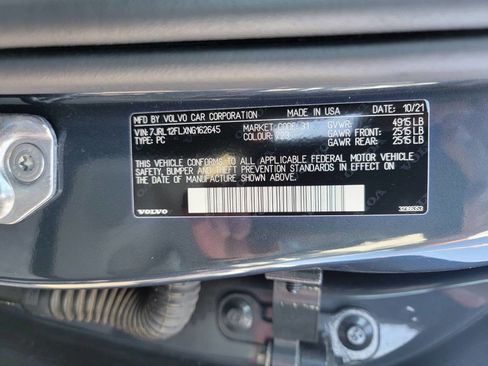 MFD. BY VOLVO CAR CORPORATION MADE IN USA DATE: 10/21
VIN: 7JRL12FLXNG162645 MARKET CODE: 31 GVWR: 4915 LB
TYPE: PC COLOUR: GAWR FRONT: 2515 LB
GAWR REAR: 2515 LB
THIS VEHICLE CONFORMS TO ALL APPLICABLE FEDERAL MOTOR VEHICLE
SAFETY, BUMPER AND THEFT PREVENTION STANDARDS IN EFFECT ON
THE DATE OF MANUFACTURE SHOWN ABOVE.
VOLVO 32366353